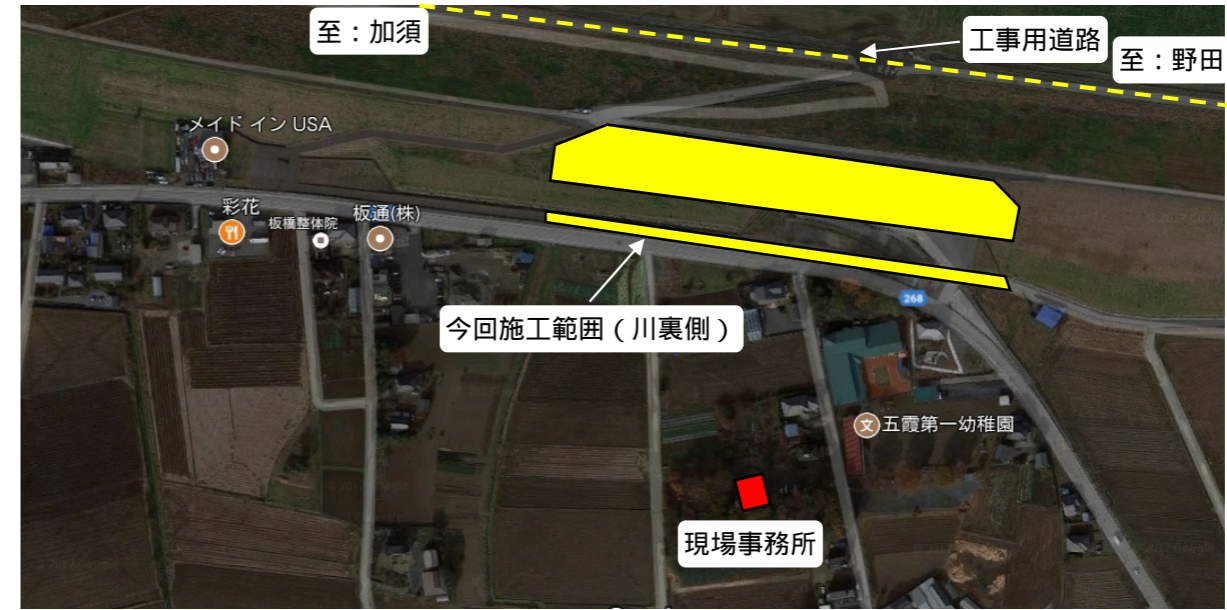 至：加須
工事用道路
至：野田
メイド イン USA
彩花
板橋整体院
板通(株)
今回施工範囲（川裏側）
268
文
五霞第一幼稚園
現場事務所